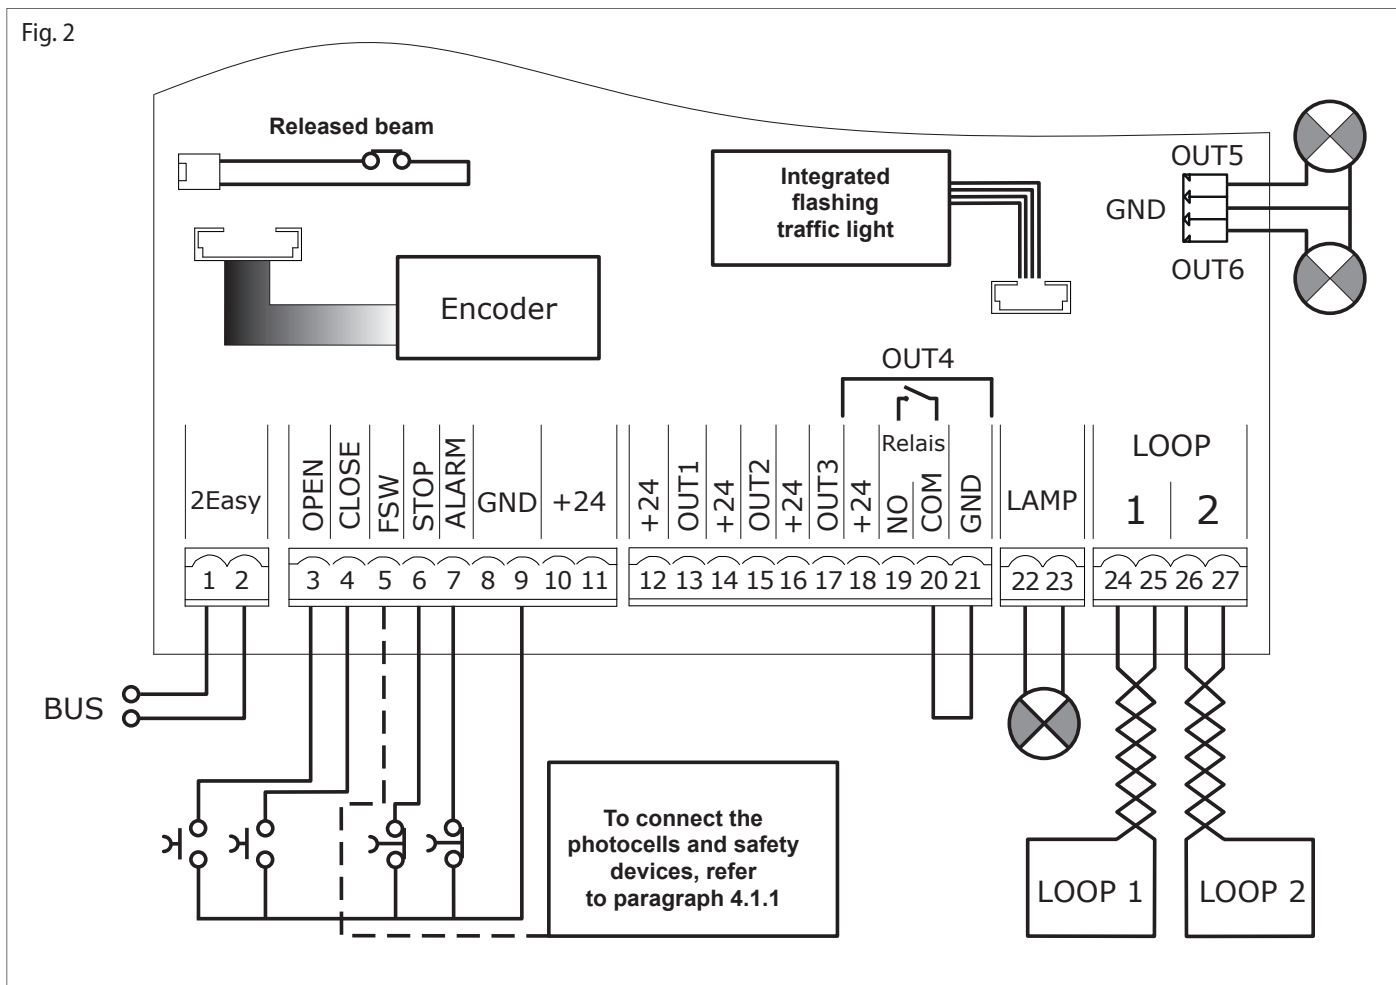 Fig. 2
Released beam
Encoder
Integrated
flashing
traffic light
OUT5
GND
OUT6
OUT4
Relais
2Easy
OPEN
CLOSE
FSW
STOP
ALARM
GND
+24
+24
OUT1
+24
OUT2
+24
OUT3
+24
NO
COM
GND
LAMP
LOOP
1 2
1 2 3 4 5 6 7 8 9 10 11 12 13 14 15 16 17 18 19 20 21 22 23 24 25 26 27
BUS
To connect the
photocells and safety
devices, refer
to paragraph 4.1.1
LOOP 1
LOOP 2